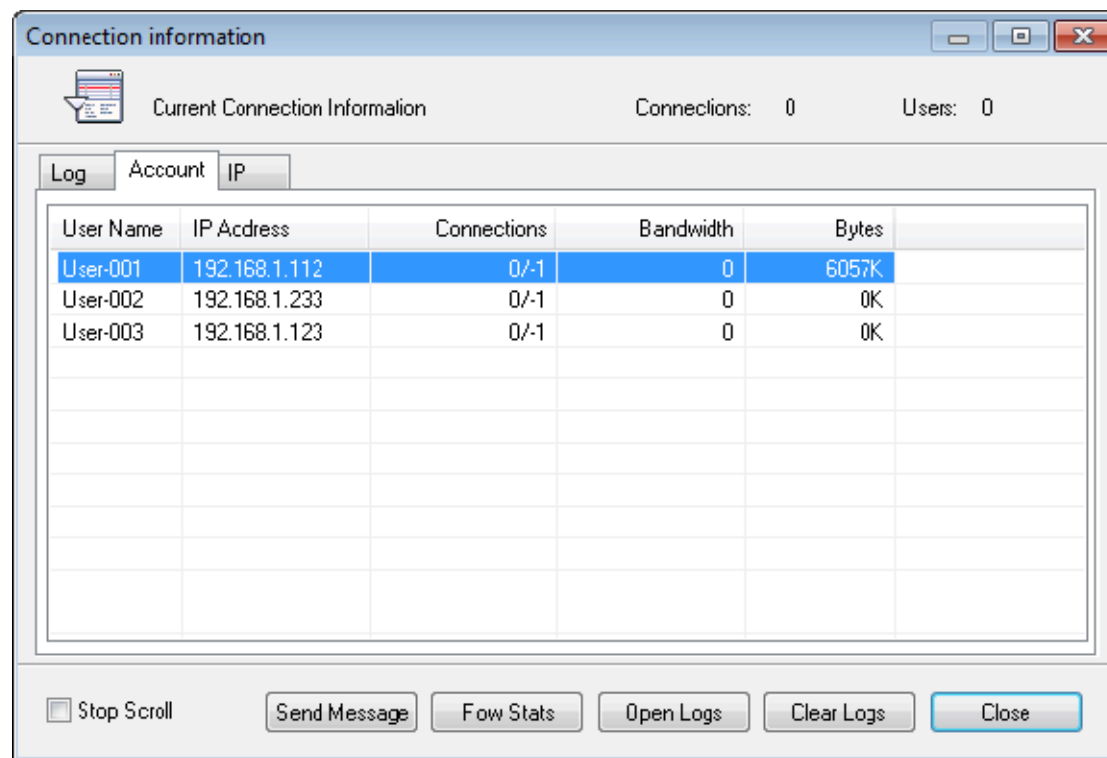 Connection information
Current Connection Information Connections: 0 Users: 0
Log Account IP
User Name IP Acdress Connections Bandwidth Bytes
User-001 192.168.1.112 0/-1 0 6057K
User-002 192.168.1.233 0/-1 0 0K
User-003 192.168.1.123 0/-1 0 0K
Stop Scroll Send Message Fow Stats Open Logs Clear Logs Close